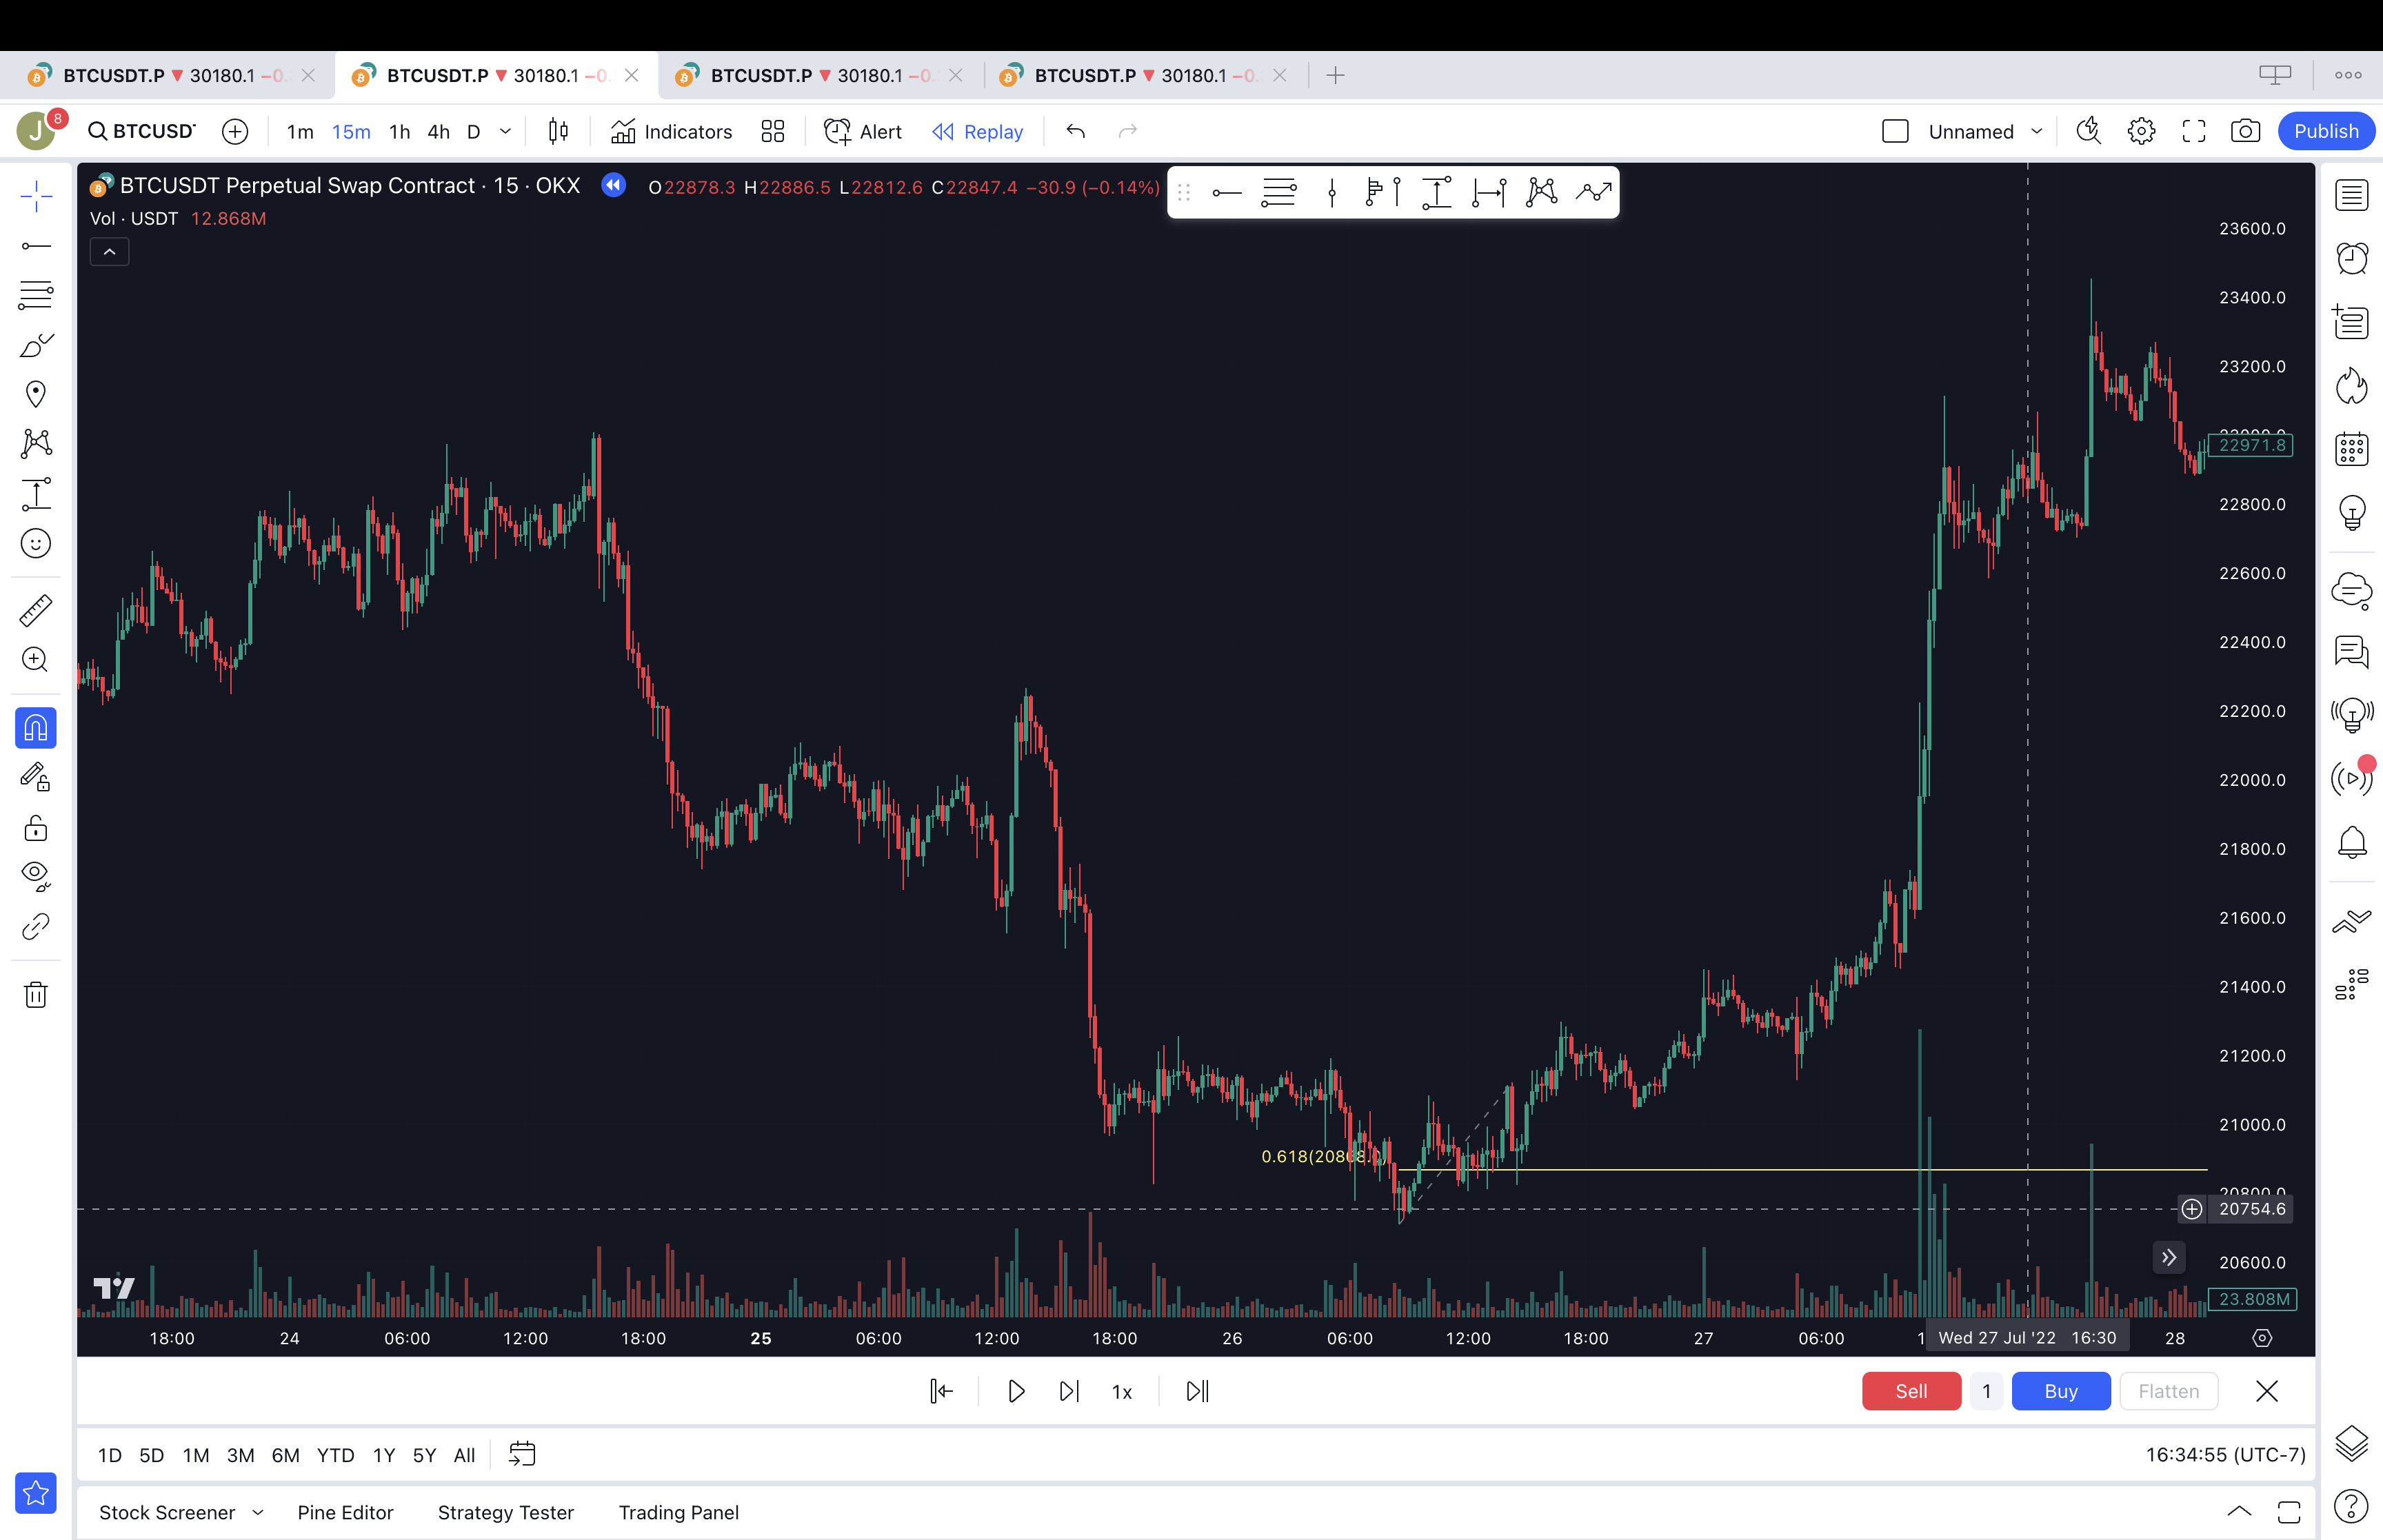 BTCUSDT.P 30180.1 −0. BTCUSDT.P 30180.1 −0. BTCUSDT.P 30180.1 −0. BTCUSDT.P 30180.1 −0.
J 8 BTCUSD 1m 15m 1h 4h D Indicators Alert Replay Unnamed Publish
BTCUSDT Perpetual Swap Contract · 15 · OKX O22878.3 H22886.5 L22812.6 C22847.4 −30.9 (−0.14%)
Vol · USDT 12.868M
23600.0
23400.0
23200.0
22971.8
22800.0
22600.0
22400.0
22200.0
22000.0
21800.0
21600.0
21400.0
21200.0
21000.0
0.618(20868.0)
20800.0
20754.6
20600.0
23.808M
18:00 24 06:00 12:00 18:00 25 06:00 12:00 18:00 26 06:00 12:00 18:00 27 06:00 1 Wed 27 Jul '22 16:30 28
1x Sell 1 Buy Flatten
1D 5D 1M 3M 6M YTD 1Y 5Y All 16:34:55 (UTC-7)
Stock Screener Pine Editor Strategy Tester Trading Panel